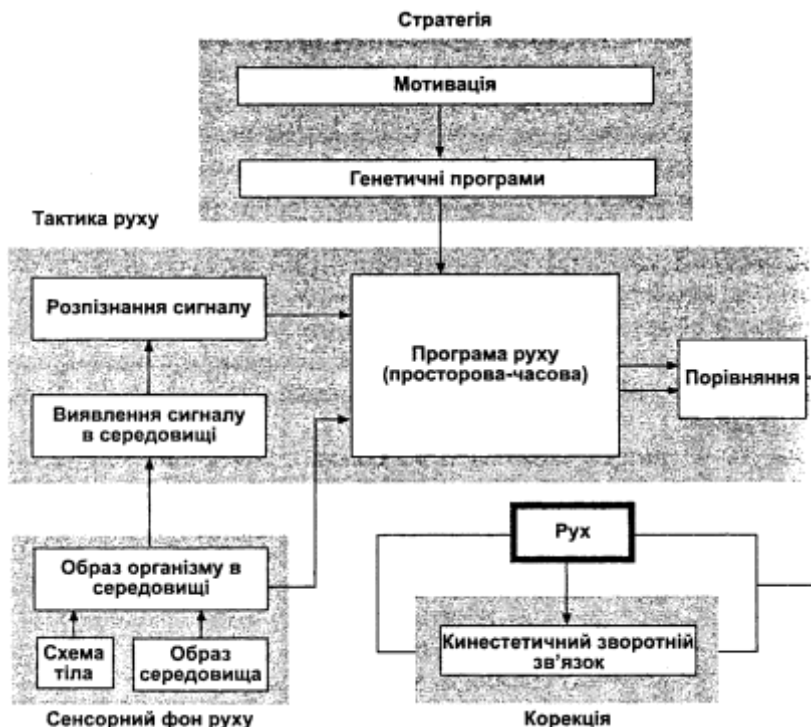 Стратегія
Мотивація
Генетичні програми
Тактика руху
Розпізнання сигналу
Виявлення сигналу
в середовищі
Програма руху
(просторова-часова)
Порівняння
Образ організму в
середовищі
Схема
тіла
Образ
середовища
Сенсорний фон руху
Рух
Кинестетичний зворотній
зв’язок
Корекція